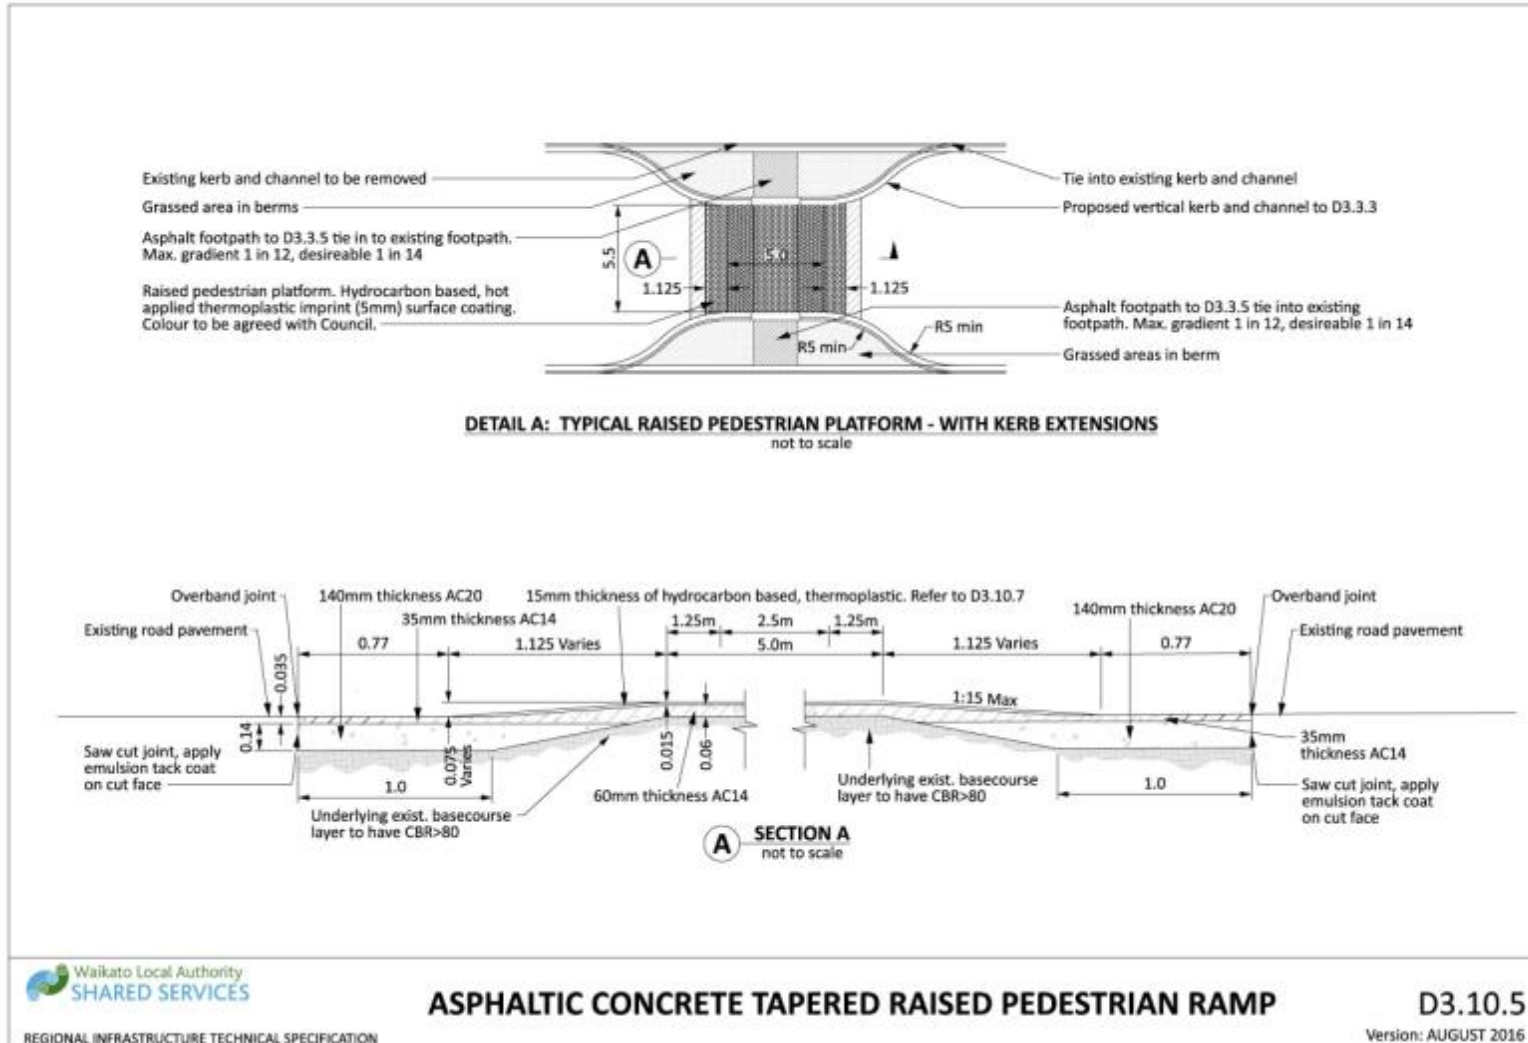 Existing kerb and channel to be removed
Grassed area in berms
Asphalt footpath to D3.3.5 tie in to existing footpath.
Max. gradient 1 in 12, desireable 1 in 14
Raised pedestrian platform. Hydrocarbon based, hot
applied thermoplastic imprint (5mm) surface coating.
Colour to be agreed with Council.
5.5
A
5.0
1.125
1.125
R5 min
R5 min
Tie into existing kerb and channel
Proposed vertical kerb and channel to D3.3.3
Asphalt footpath to D3.3.5 tie into existing
footpath. Max. gradient 1 in 12, desireable 1 in 14
Grassed areas in berm
DETAIL A: TYPICAL RAISED PEDESTRIAN PLATFORM - WITH KERB EXTENSIONS
not to scale
Overband joint
140mm thickness AC20
15mm thickness of hydrocarbon based, thermoplastic. Refer to D3.10.7
35mm thickness AC14
1.25m
2.5m
1.25m
140mm thickness AC20
Overband joint
Existing road pavement
0.77
1.125 Varies
5.0m
1.125 Varies
0.77
Existing road pavement
0.035
1:15 Max
0.14
0.075
Varies
0.015
0.06
35mm
thickness AC14
Saw cut joint, apply
emulsion tack coat
on cut face
1.0
Underlying exist. basecourse
layer to have CBR>80
60mm thickness AC14
Underlying exist. basecourse
layer to have CBR>80
1.0
Saw cut joint, apply
emulsion tack coat
on cut face
A
SECTION A
not to scale
Waikato Local Authority
SHARED SERVICES
REGIONAL INFRASTRUCTURE TECHNICAL SPECIFICATION
ASPHALTIC CONCRETE TAPERED RAISED PEDESTRIAN RAMP
D3.10.5
Version: AUGUST 2016